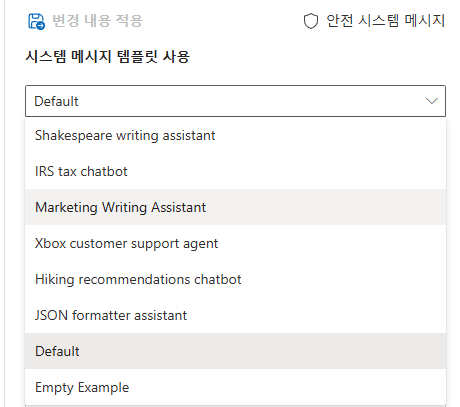 변경 내용 적용 안전 시스템 메시지
시스템 메시지 템플릿 사용
Default
Shakespeare writing assistant
IRS tax chatbot
Marketing Writing Assistant
Xbox customer support agent
Hiking recommendations chatbot
JSON formatter assistant
Default
Empty Example